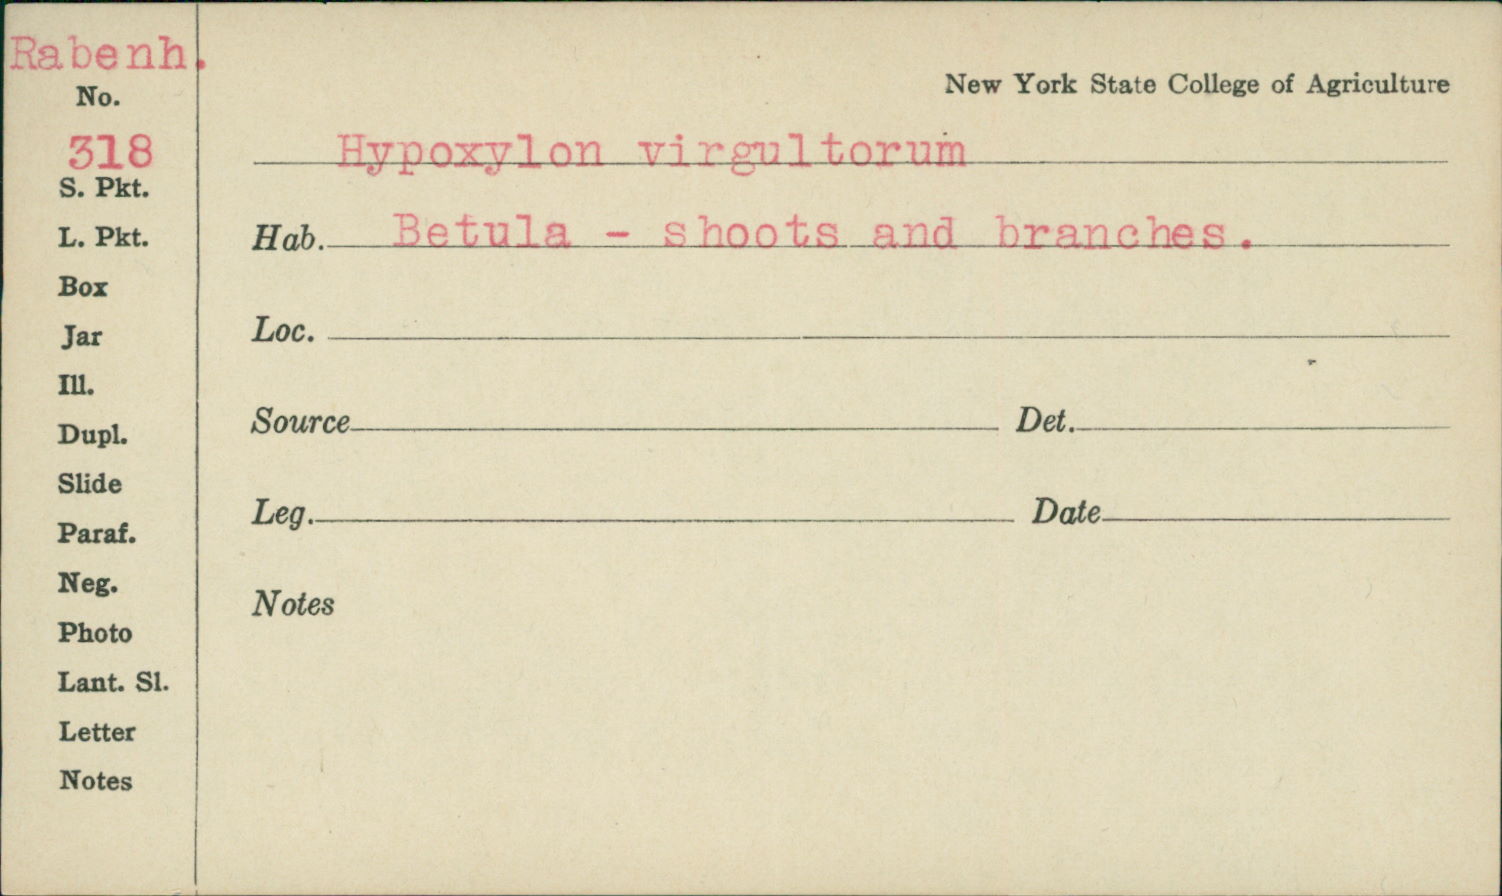 Rabenh.
No.
318
S. Pkt.
L. Pkt.
Box
Jar
Ill.
Dupl.
Slide
Paraf.
Neg.
Photo
Lant. Sl.
Letter
Notes
New York State College of Agriculture
Hypoxylon virgultorum
Hab. Betula - shoots and branches.
Loc.
Source Det.
Leg. Date
Notes